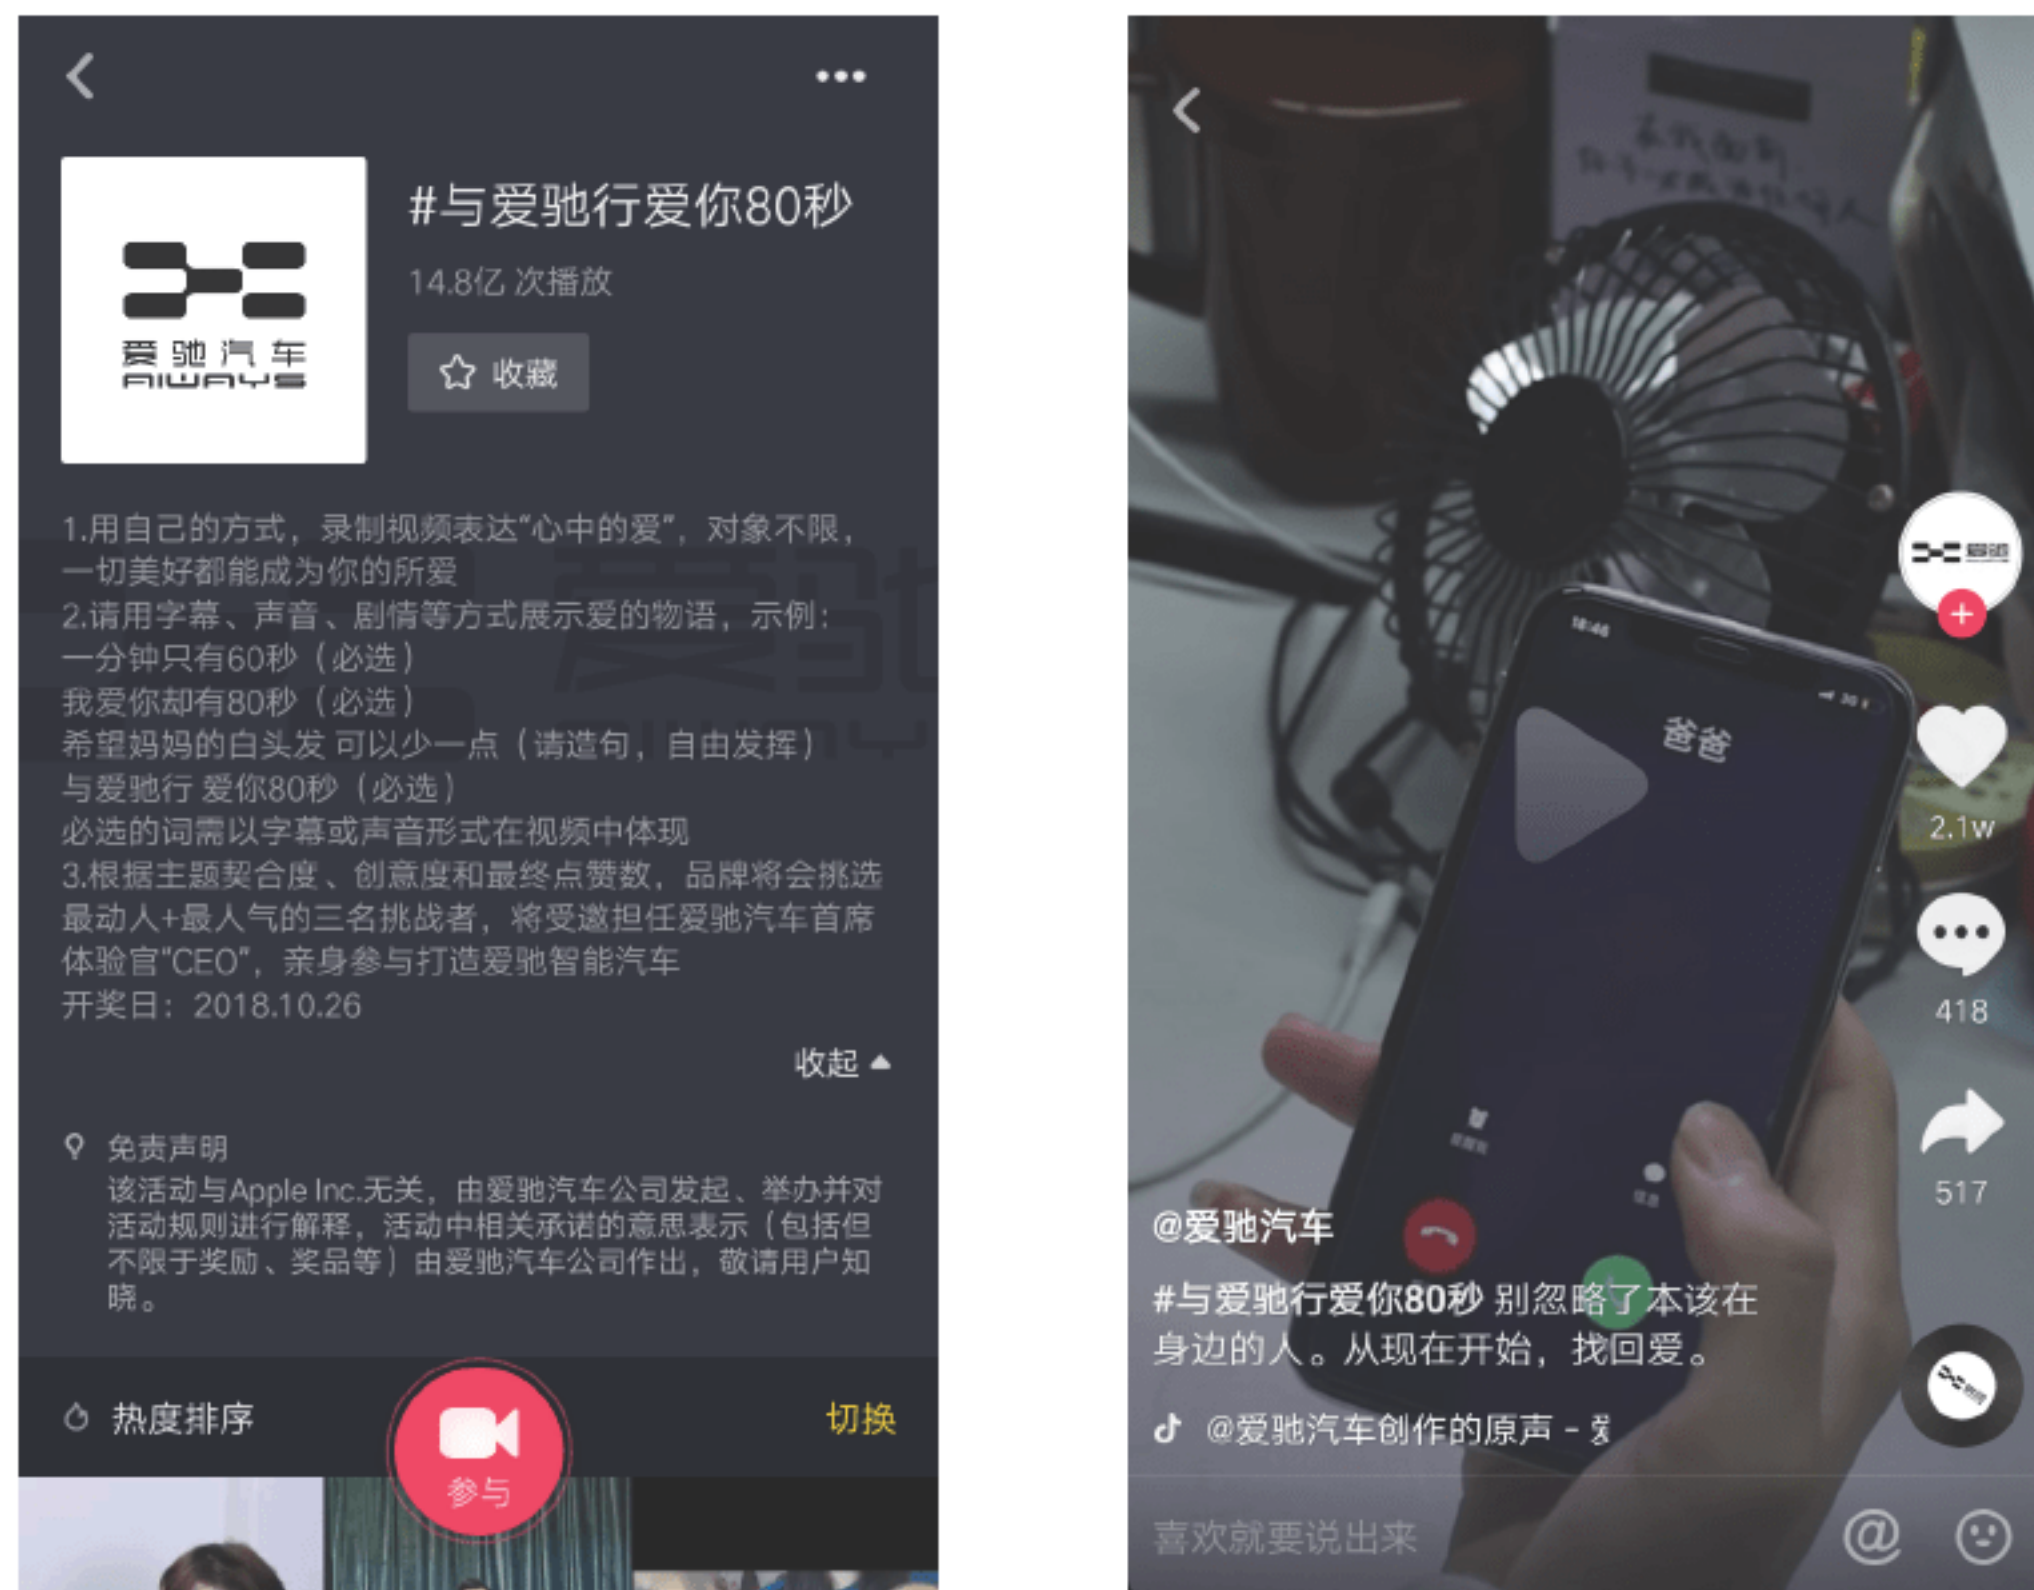 #与爱驰行爱你80秒
14.8亿 次播放
收藏
爱驰汽车
AIWAYS
1.用自己的方式，录制视频表达“心中的爱”，对象不限，
一切美好都能成为你的所爱
2.请用字幕、声音、剧情等方式展示爱的物语，示例：
一分钟只有60秒（必选）
我爱你却有80秒（必选）
希望妈妈的白头发 可以少一点（请造句，自由发挥）
与爱驰行 爱你80秒（必选）
必选的词需以字幕或声音形式在视频中体现
3.根据主题契合度、创意度和最终点赞数，品牌将会挑选
最动人+最人气的三名挑战者，将受邀担任爱驰汽车首席
体验官“CEO”，亲身参与打造爱驰智能汽车
开奖日：2018.10.26
收起
免责声明
该活动与Apple Inc.无关，由爱驰汽车公司发起、举办并对
活动规则进行解释，活动中相关承诺的意思表示（包括但
不限于奖励、奖品等）由爱驰汽车公司作出，敬请用户知
晓。
热度排序
切换
参与
爱驰
18:46
3G
爸爸
2.1w
418
517
信息
@爱驰汽车
#与爱驰行爱你80秒 别忽略了本该在
身边的人。从现在开始，找回爱。
@爱驰汽车创作的原声 - 爱
喜欢就要说出来
@